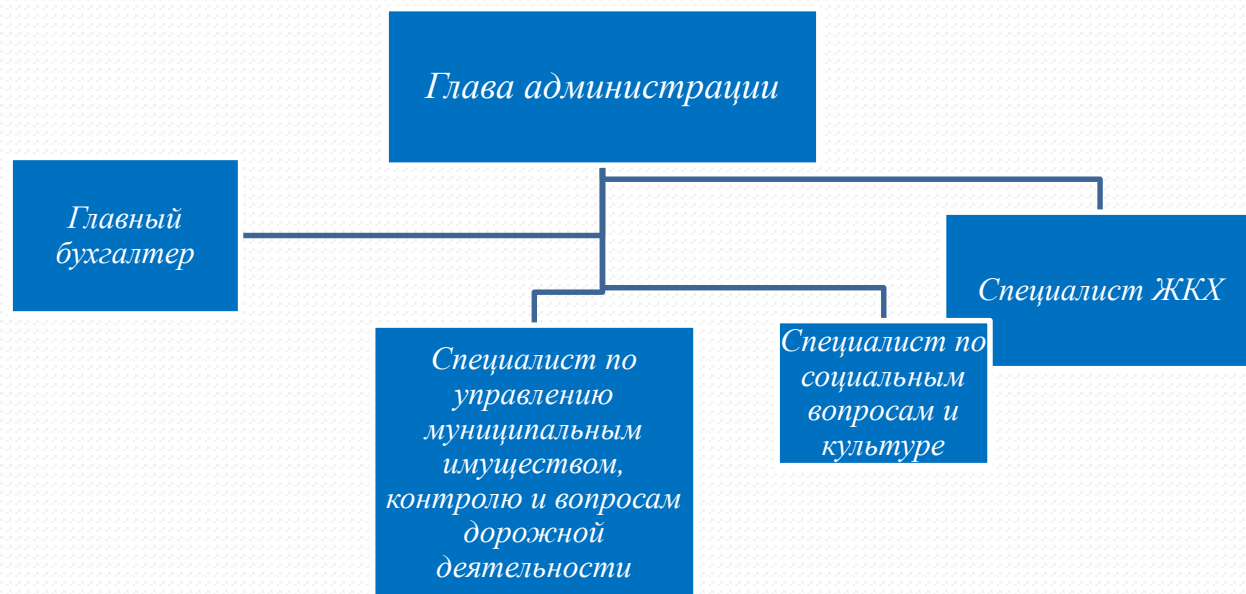 Глава администрации
Главный
бухгалтер
Специалист ЖКХ
Специалист по
управлению
муниципальным
имуществом,
контролю и вопросам
дорожной
деятельности
Специалист по
социальным
вопросам и
культуре